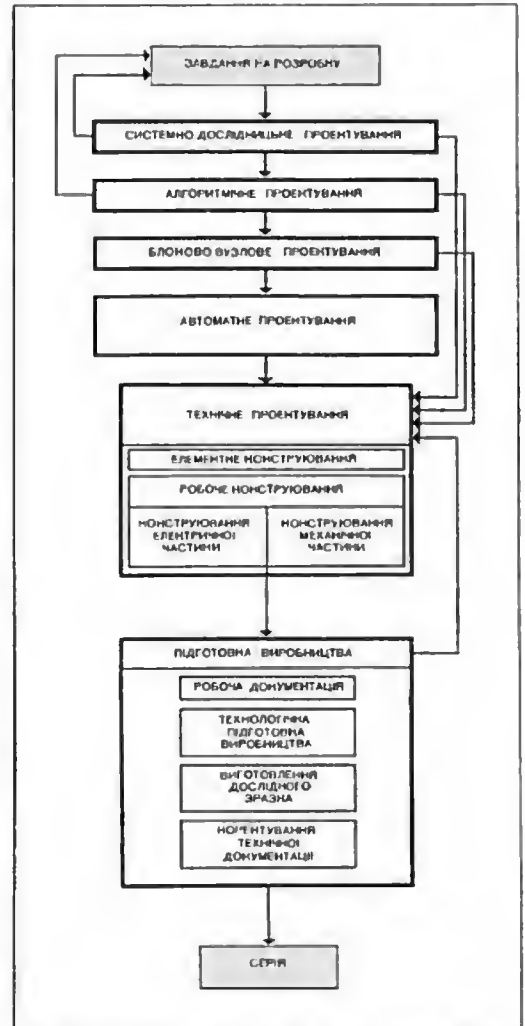 ЗАВДАННЯ НА РОЗРОБКУ
СИСТЕМНО ДОСЛІДНИЦЬКЕ ПРОЕКТУВАННЯ
АЛГОРИТМІЧНЕ ПРОЕКТУВАННЯ
БЛОКОВО ВУЗЛОВЕ ПРОЕКТУВАННЯ
АВТОМАТНЕ ПРОЕКТУВАННЯ
ТЕХНІЧНЕ ПРОЕКТУВАННЯ
ЕЛЕМЕНТНЕ КОНСТРУЮВАННЯ
РОБОЧЕ КОНСТРУЮВАННЯ
КОНСТРУЮВАННЯ
ЕЛЕКТРИЧНОЇ
ЧАСТИНИ
КОНСТРУЮВАННЯ
МЕХАНІЧНОЇ
ЧАСТИНИ
ПІДГОТОВКА ВИРОБНИЦТВА
РОБОЧА ДОКУМЕНТАЦІЯ
ТЕХНОЛОГІЧНА
ПІДГОТОВКА
ВИРОБНИЦТВА
ВИГОТОВЛЕННЯ
ДОСЛІДНОГО
ЗРАЗКА
КОРЕКТУВАННЯ
ТЕХНІЧНОЇ
ДОКУМЕНТАЦІЇ
СЕРІЯ